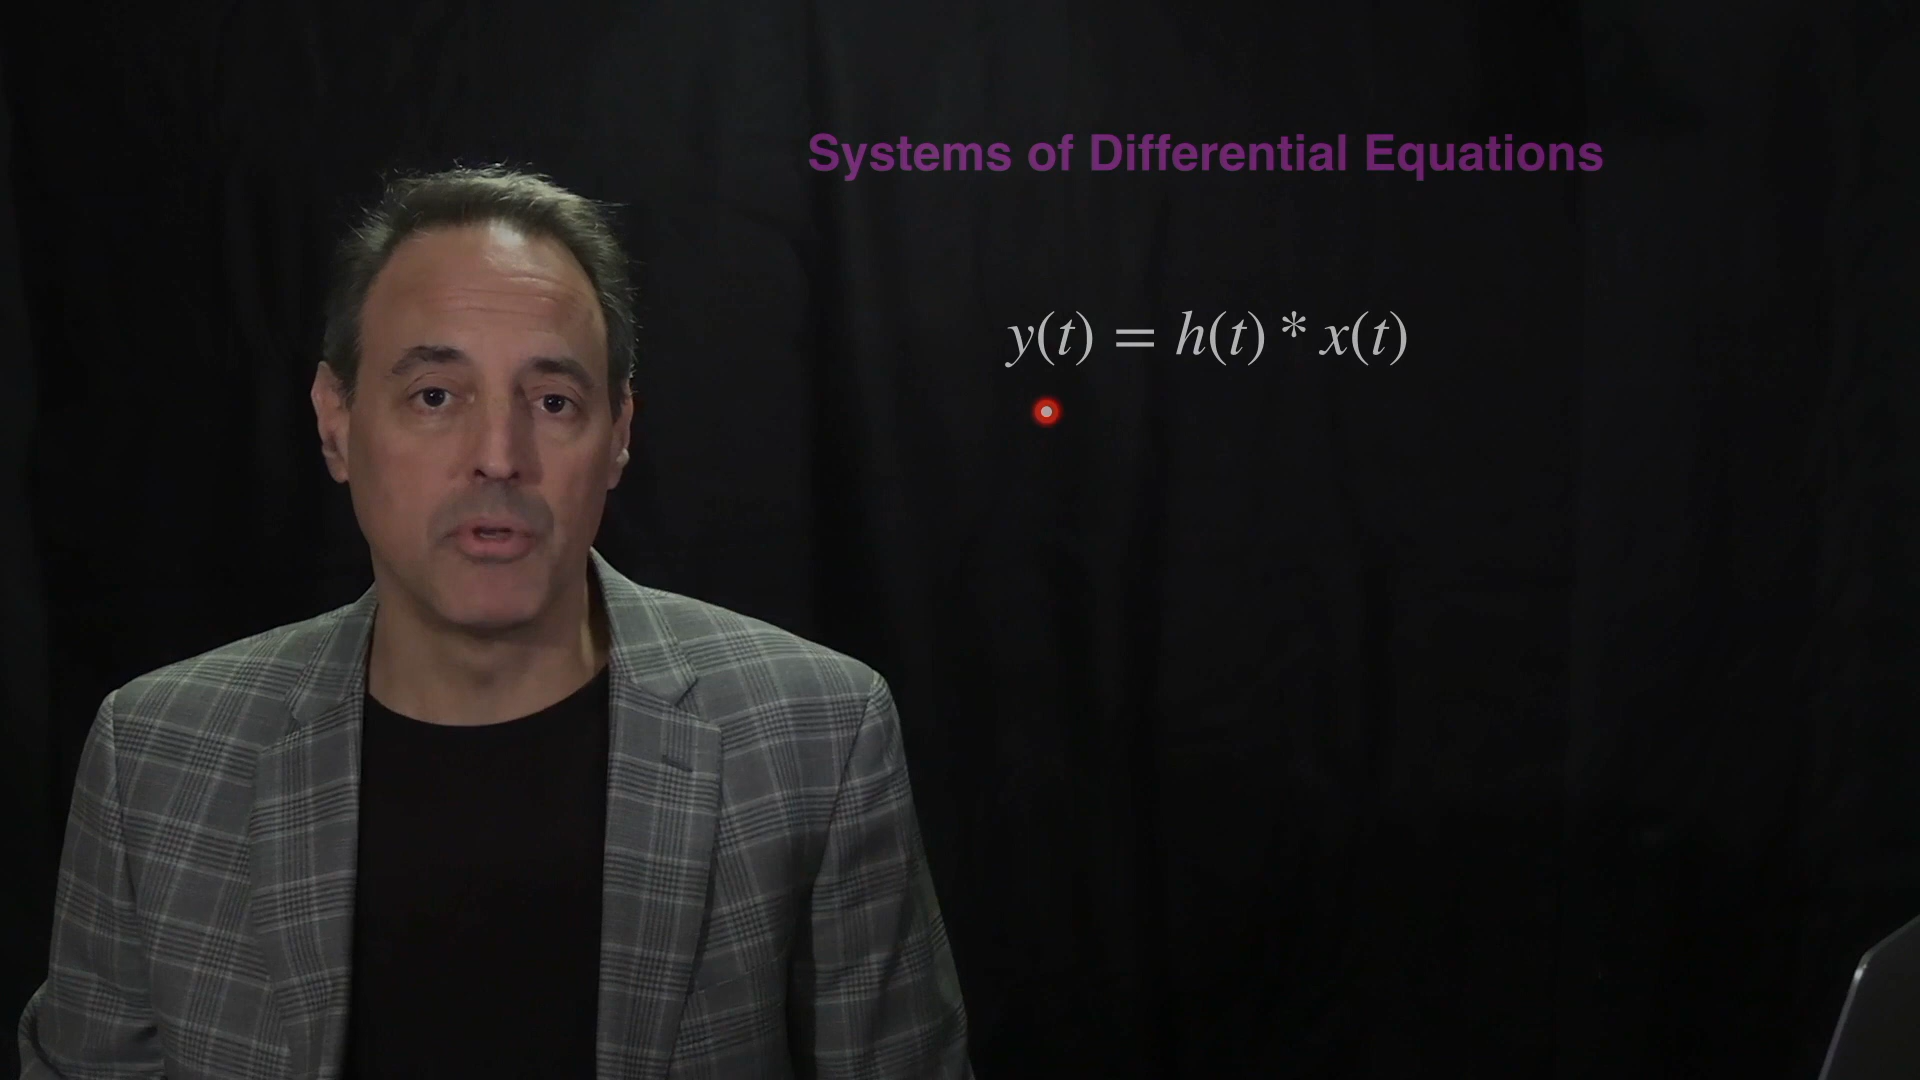 Systems of Differential Equations
y(t) = h(t) * x(t)